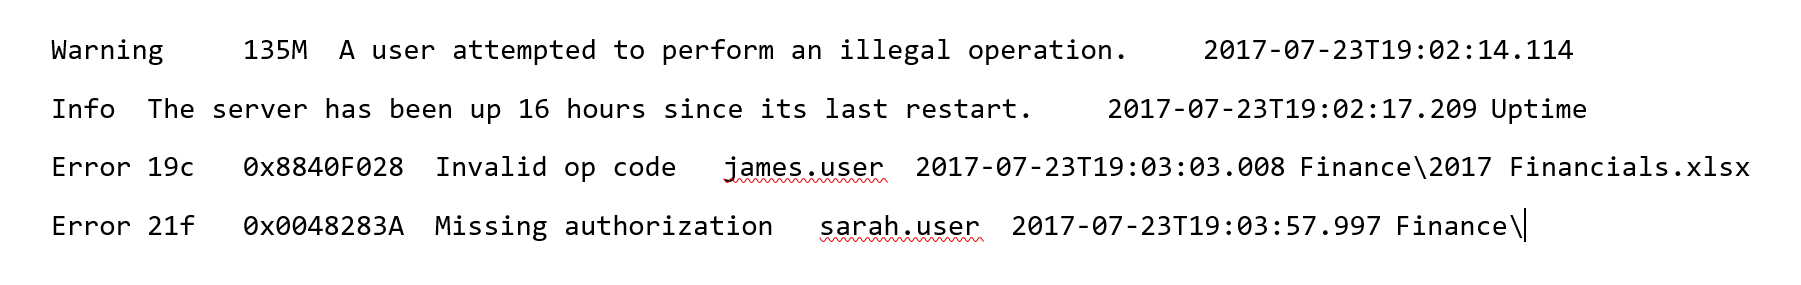 Warning 135M A user attempted to perform an illegal operation. 2017-07-23T19:02:14.114
Info The server has been up 16 hours since its last restart. 2017-07-23T19:02:17.209 Uptime
Error 19c 0x8840F028 Invalid op code james.user 2017-07-23T19:03:03.008 Finance\2017 Financials.xlsx
Error 21f 0x0048283A Missing authorization sarah.user 2017-07-23T19:03:57.997 Finance\